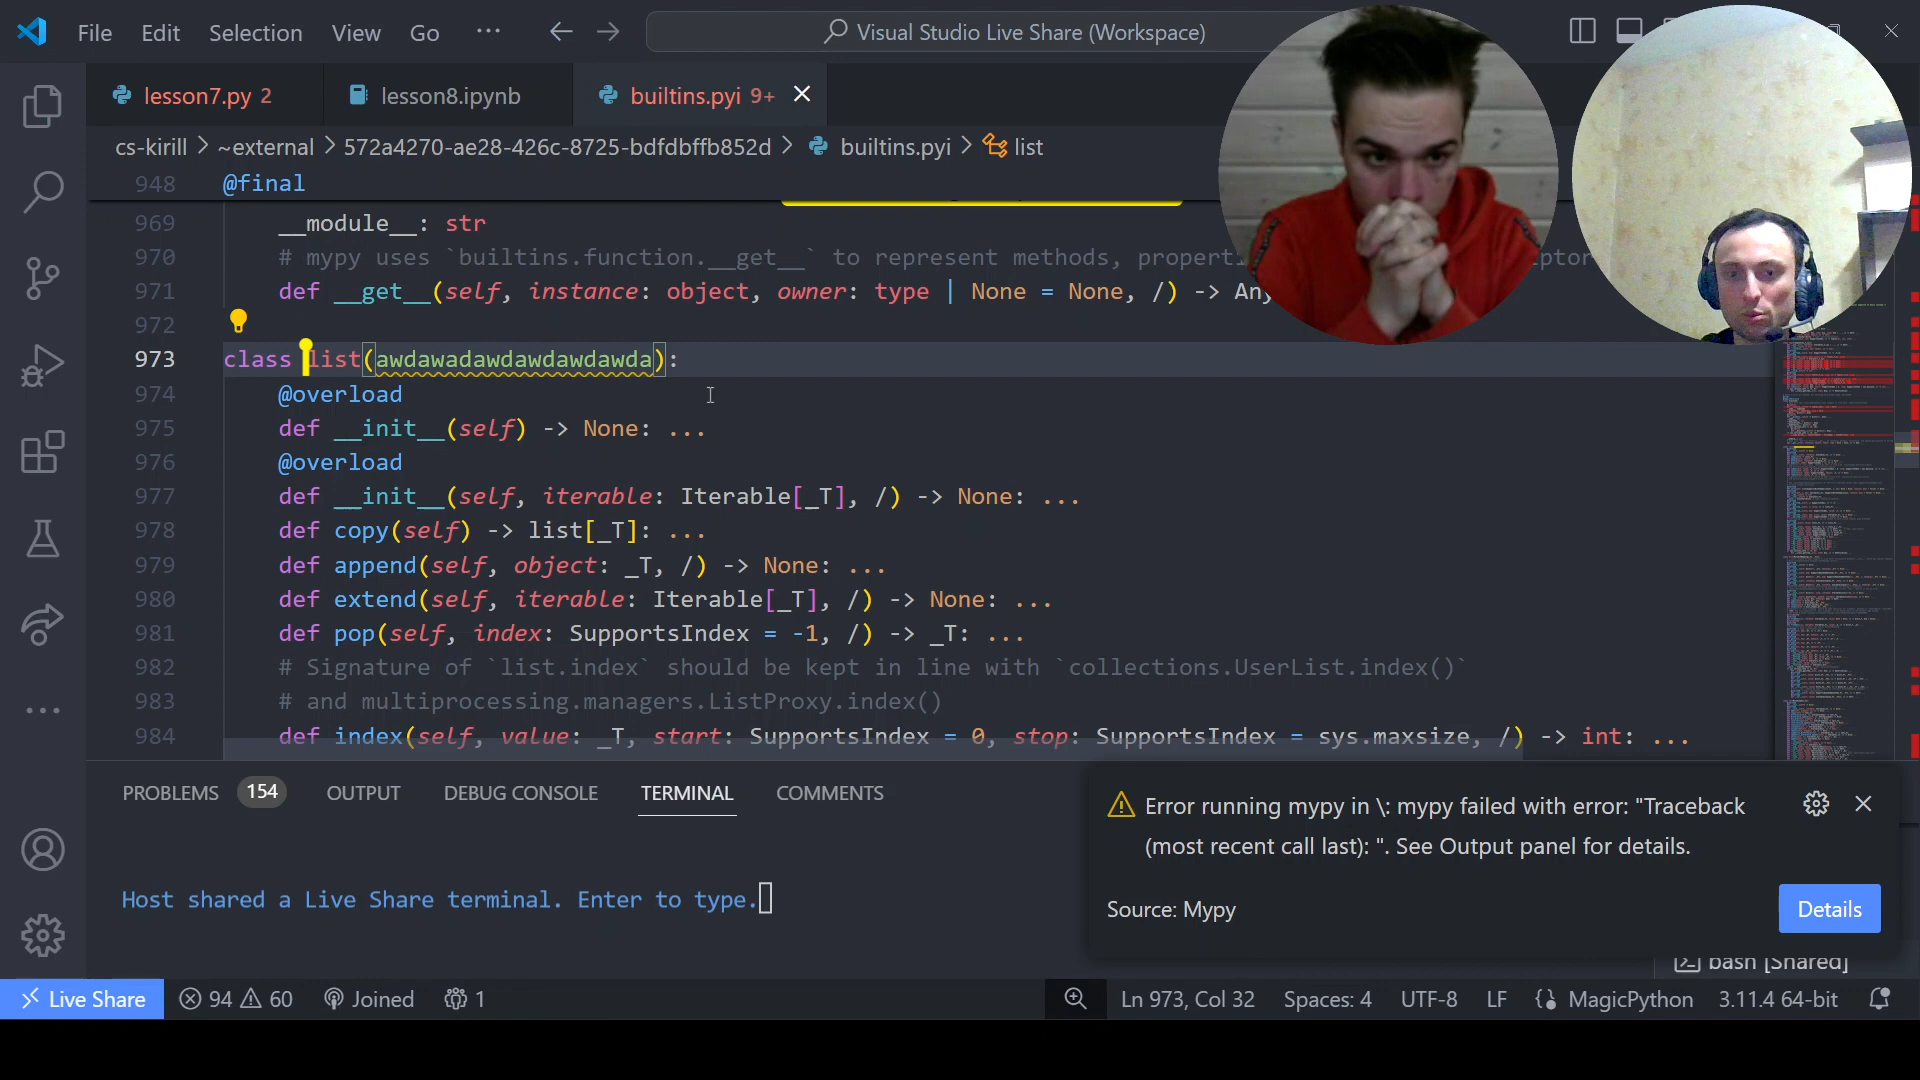 File Edit Selection View Go ··· Visual Studio Live Share (Workspace)
lesson7.py 2 lesson8.ipynb builtins.pyi 9+
cs-kirill > ~external > 572a4270-ae28-426c-8725-bdfdbffb852d > builtins.pyi > list
948 @final
969 __module__: str
970 # mypy uses `builtins.function.__get__` to represent methods,
971 def __get__(self, instance: object, owner: type | None = None, /) -> Any
972
973 class list(awdawadawdawdawdawda):
974 @overload
975 def __init__(self) -> None: ...
976 @overload
977 def __init__(self, iterable: Iterable[_T], /) -> None: ...
978 def copy(self) -> list[_T]: ...
979 def append(self, object: _T, /) -> None: ...
980 def extend(self, iterable: Iterable[_T], /) -> None: ...
981 def pop(self, index: SupportsIndex = -1, /) -> _T: ...
982 # Signature of `list.index` should be kept in line with `collections.UserList.index()`
983 # and multiprocessing.managers.ListProxy.index()
984 def index(self, value: _T, start: SupportsIndex = 0, stop: SupportsIndex = sys.maxsize, /) -> int: ...
PROBLEMS 154 OUTPUT DEBUG CONSOLE TERMINAL COMMENTS
Host shared a Live Share terminal. Enter to type.
Error running mypy in \: mypy failed with error: "Traceback
(most recent call last): ". See Output panel for details.
Source: Mypy
Details
bash [Shared]
Live Share 94 60 Joined 1 Ln 973, Col 32 Spaces: 4 UTF-8 LF MagicPython 3.11.4 64-bit